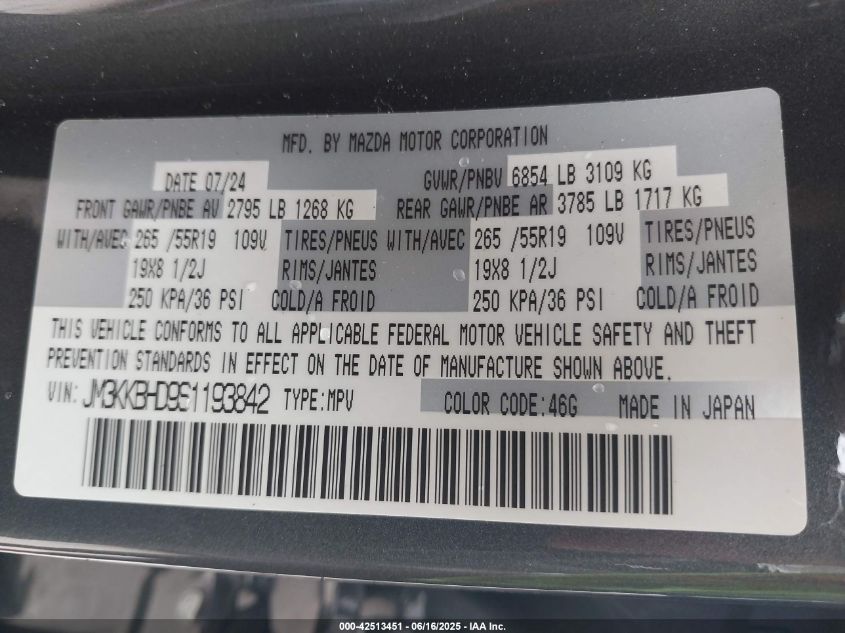 MFD. BY MAZDA MOTOR CORPORATION
DATE 07/24 GVWR/PNBV 6854 LB 3109 KG
FRONT GAWR/PNBE AV 2795 LB 1268 KG REAR GAWR/PNBE AR 3785 LB 1717 KG
WITH/AVEC 265 /55R19 109V TIRES/PNEUS WITH/AVEC 265 /55R19 109V TIRES/PNEUS
19X8 1/2J RIMS/JANTES 19X8 1/2J RIMS/JANTES
250 KPA/36 PSI COLD/A FROID 250 KPA/36 PSI COLD/A FROID
THIS VEHICLE CONFORMS TO ALL APPLICABLE FEDERAL MOTOR VEHICLE SAFETY AND THEFT
PREVENTION STANDARDS IN EFFECT ON THE DATE OF MANUFACTURE SHOWN ABOVE.
VIN: JM3KKBHD9S1193842 TYPE:MPV COLOR CODE:46G MADE IN JAPAN
000-42513451 - 06/16/2025 - IAA Inc.